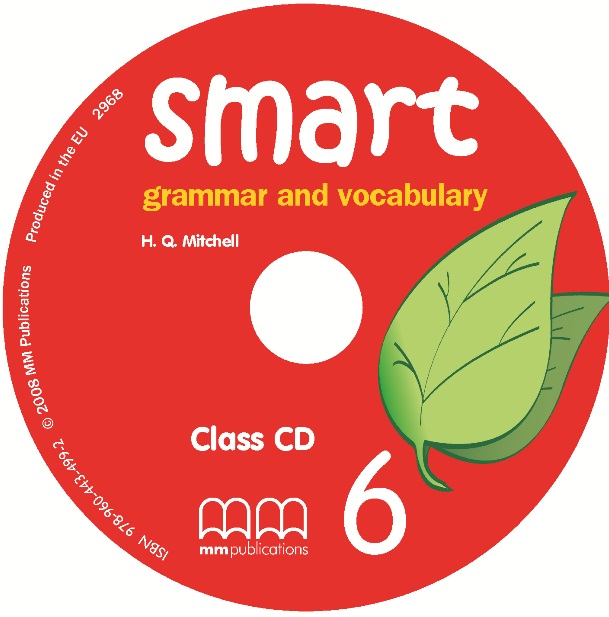 smart
grammar and vocabulary
H. Q. Mitchell
Class CD
6
mm
mmpublications
ISBN 978-960-443-499-2 © 2008 MM Publications Produced in the EU 2968